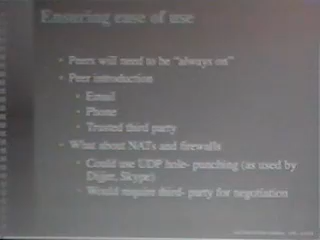 Ensuring ease of use
Peers will need to be "always on"
Peer introduction
Email
Phone
Trusted third party
What about NATs and firewalls
Could use UDP hole- punching (as used by
Dijjer, Skype)
Would require third- party for negotiation